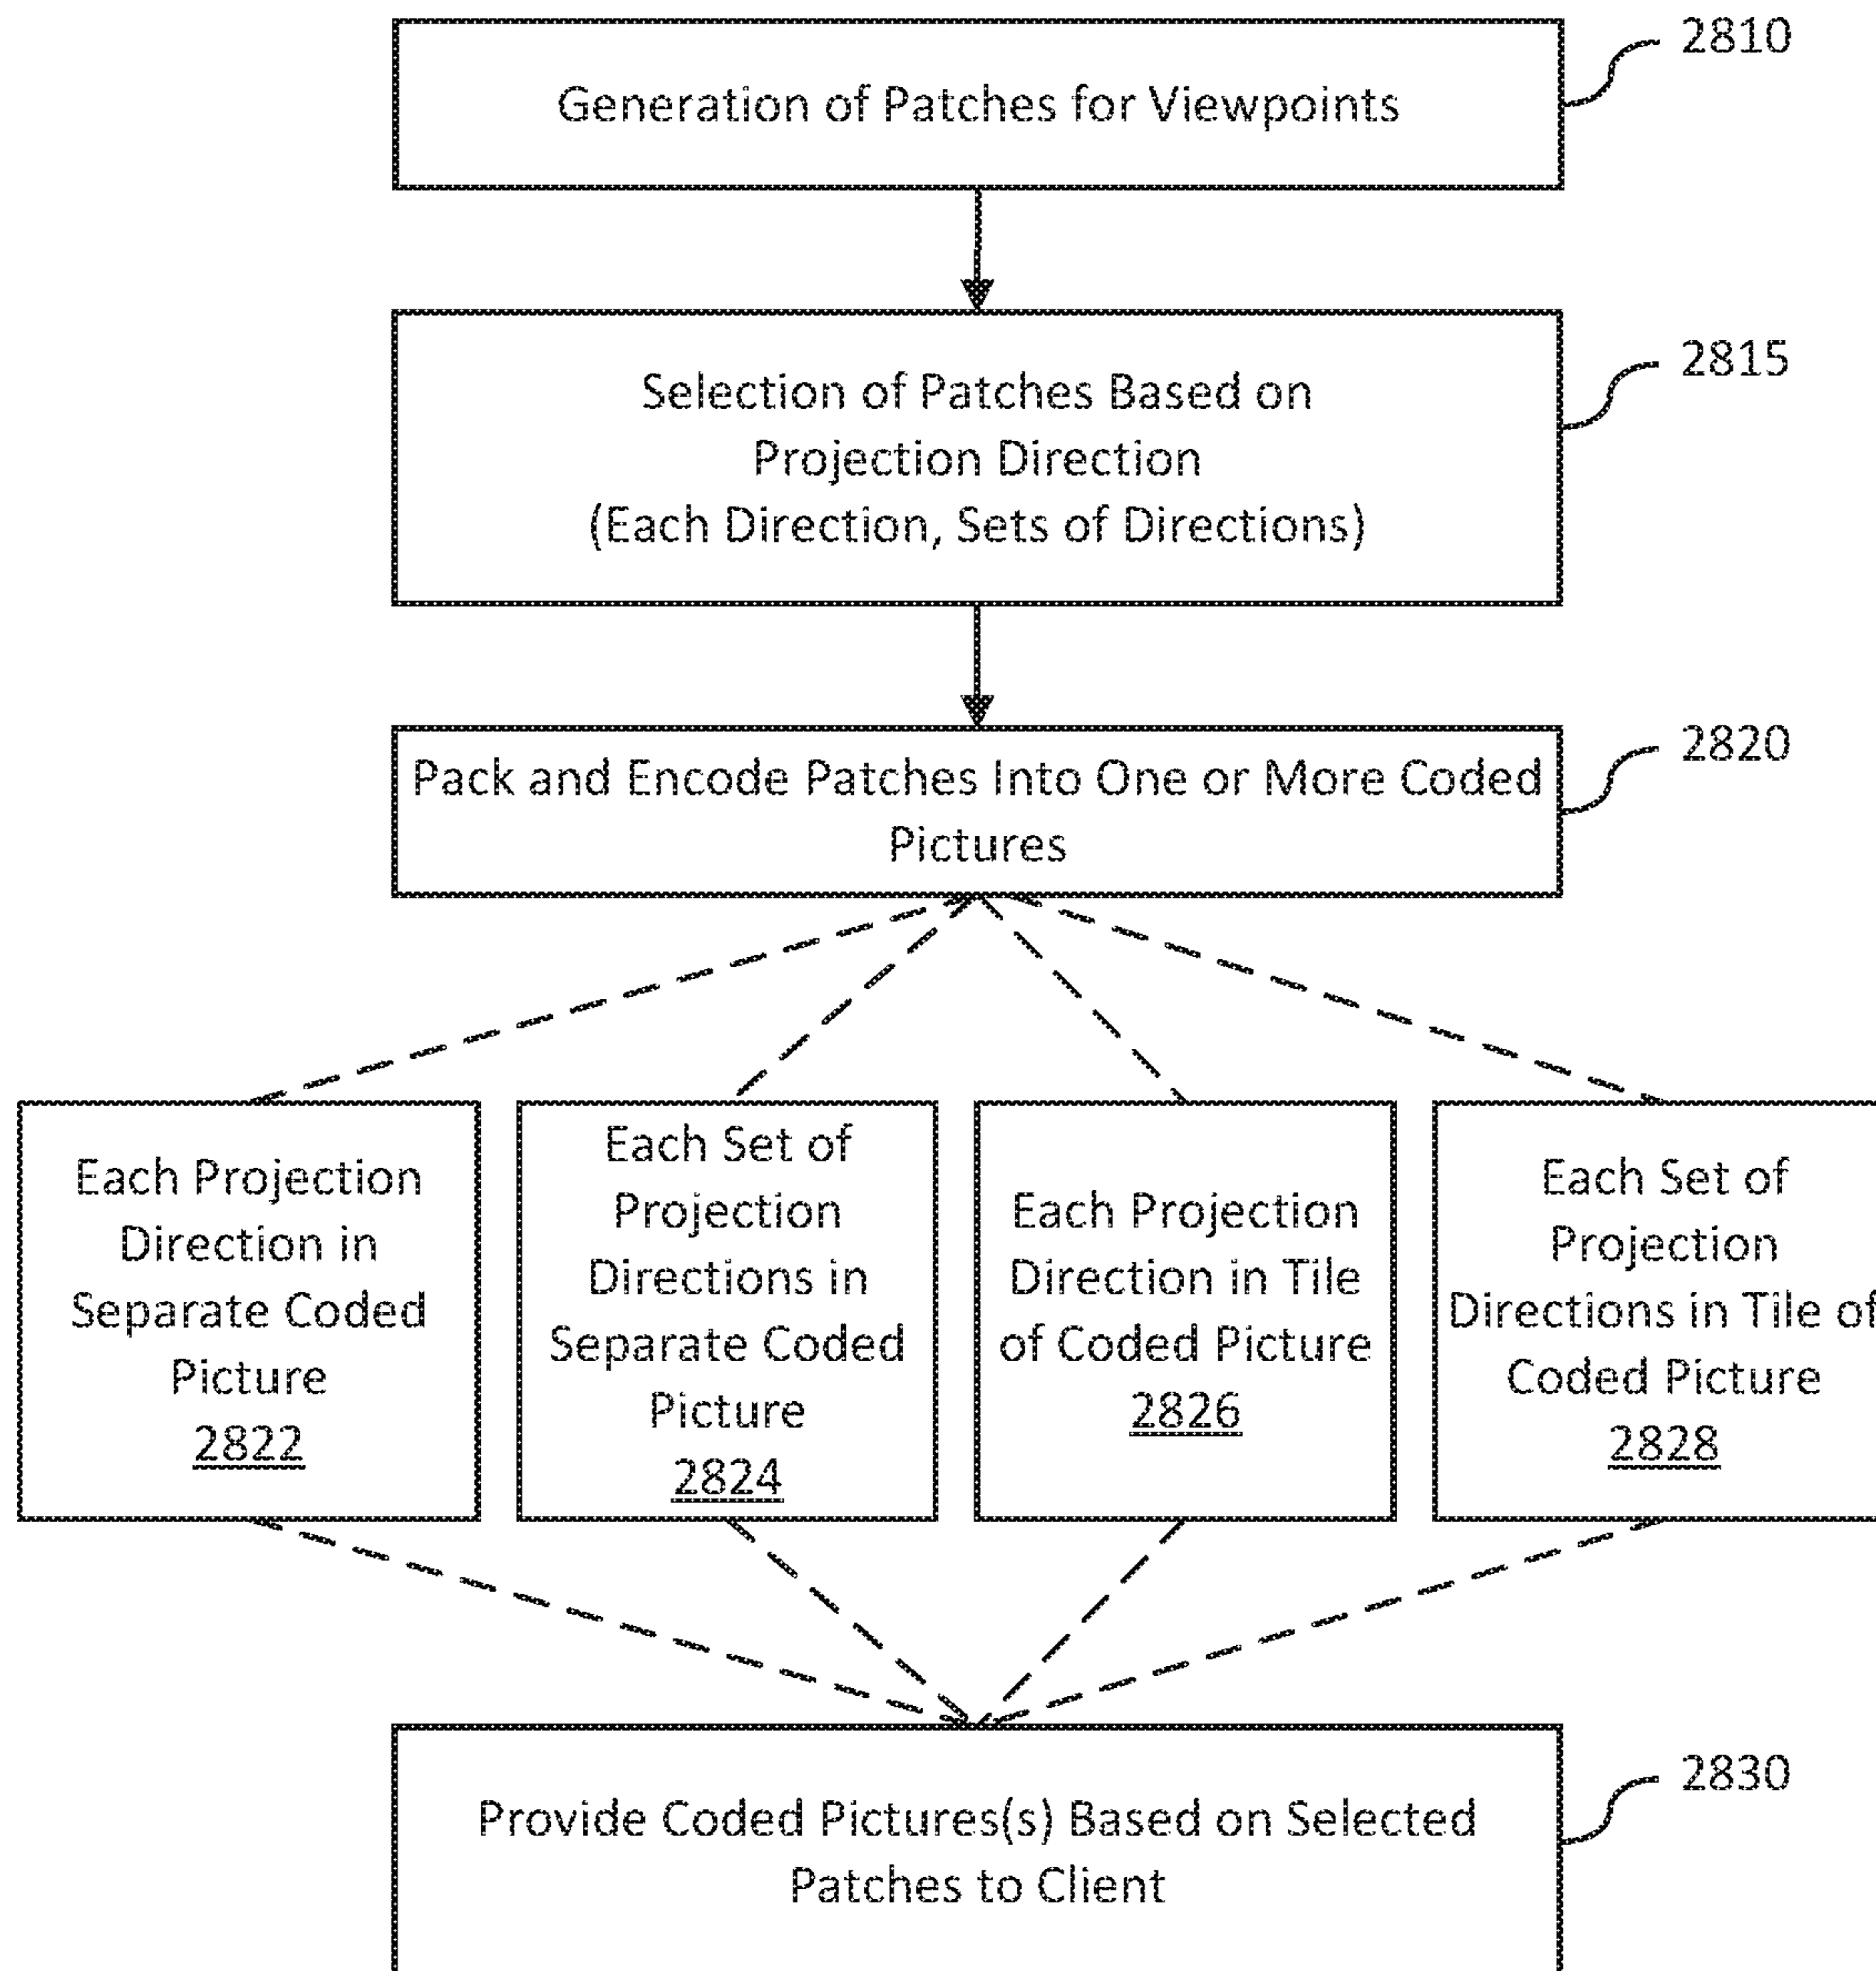 Generation of Patches for Viewpoints
2810
Selection of Patches Based on
Projection Direction
(Each Direction, Sets of Directions)
2815
Pack and Encode Patches Into One or More Coded
Pictures
2820
Each Projection
Direction in
Separate Coded
Picture
2822
Each Set of
Projection
Directions in
Separate Coded
Picture
2824
Each Projection
Direction in Tile
of Coded Picture
2826
Each Set of
Projection
Directions in Tile of
Coded Picture
2828
Provide Coded Pictures(s) Based on Selected
Patches to Client
2830